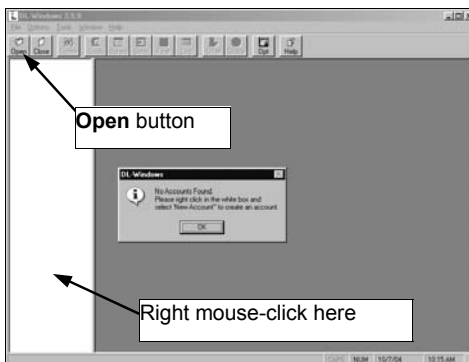 DL-Windows 3.5.0
File Options Tools Window Help
Open Close Opt Help
Open button
DL-Windows
No Accounts Found.
Please right click in the white box and
select 'New Account' to create an account
OK
Right mouse-click here
CAPS NUM 10/7/04 10:15 AM